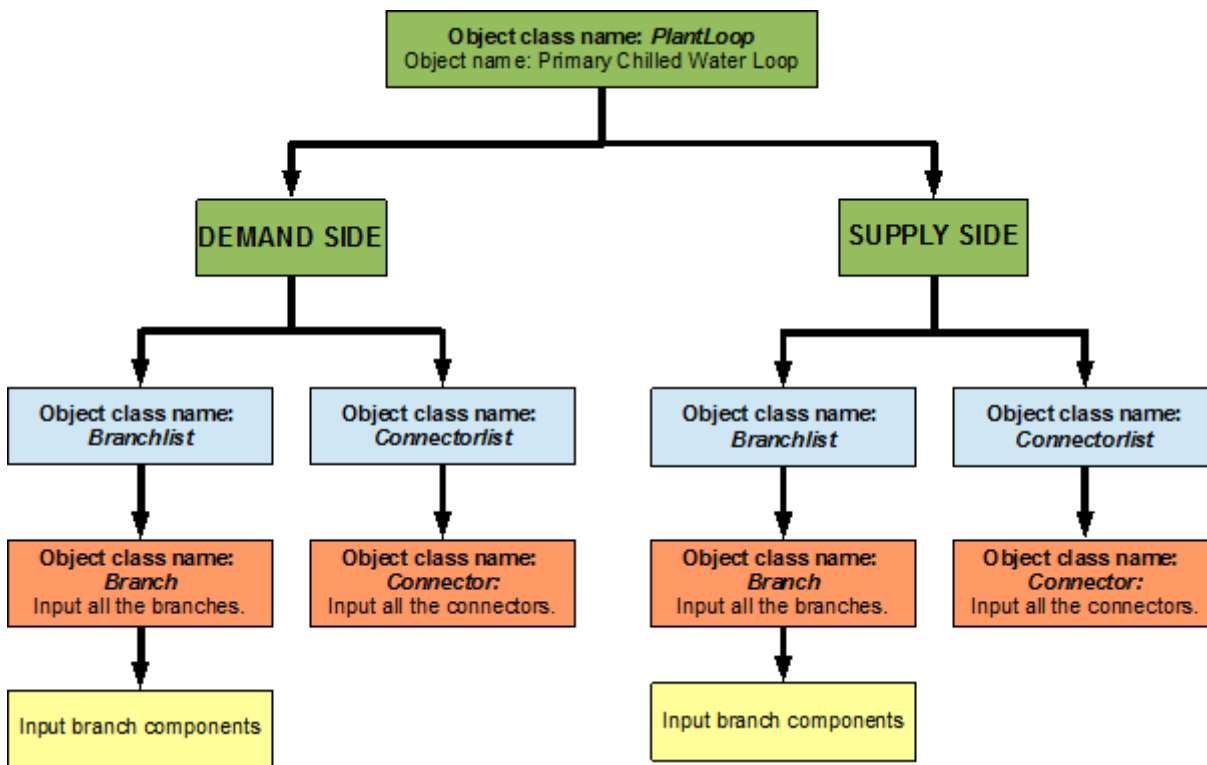 Object class name: PlantLoop
Object name: Primary Chilled Water Loop
DEMAND SIDE
SUPPLY SIDE
Object class name:
Branchlist
Object class name:
Connectorlist
Object class name:
Branchlist
Object class name:
Connectorlist
Object class name:
Branch
Input all the branches.
Object class name:
Connector:
Input all the connectors.
Object class name:
Branch
Input all the branches.
Object class name:
Connector:
Input all the connectors.
Input branch components
Input branch components